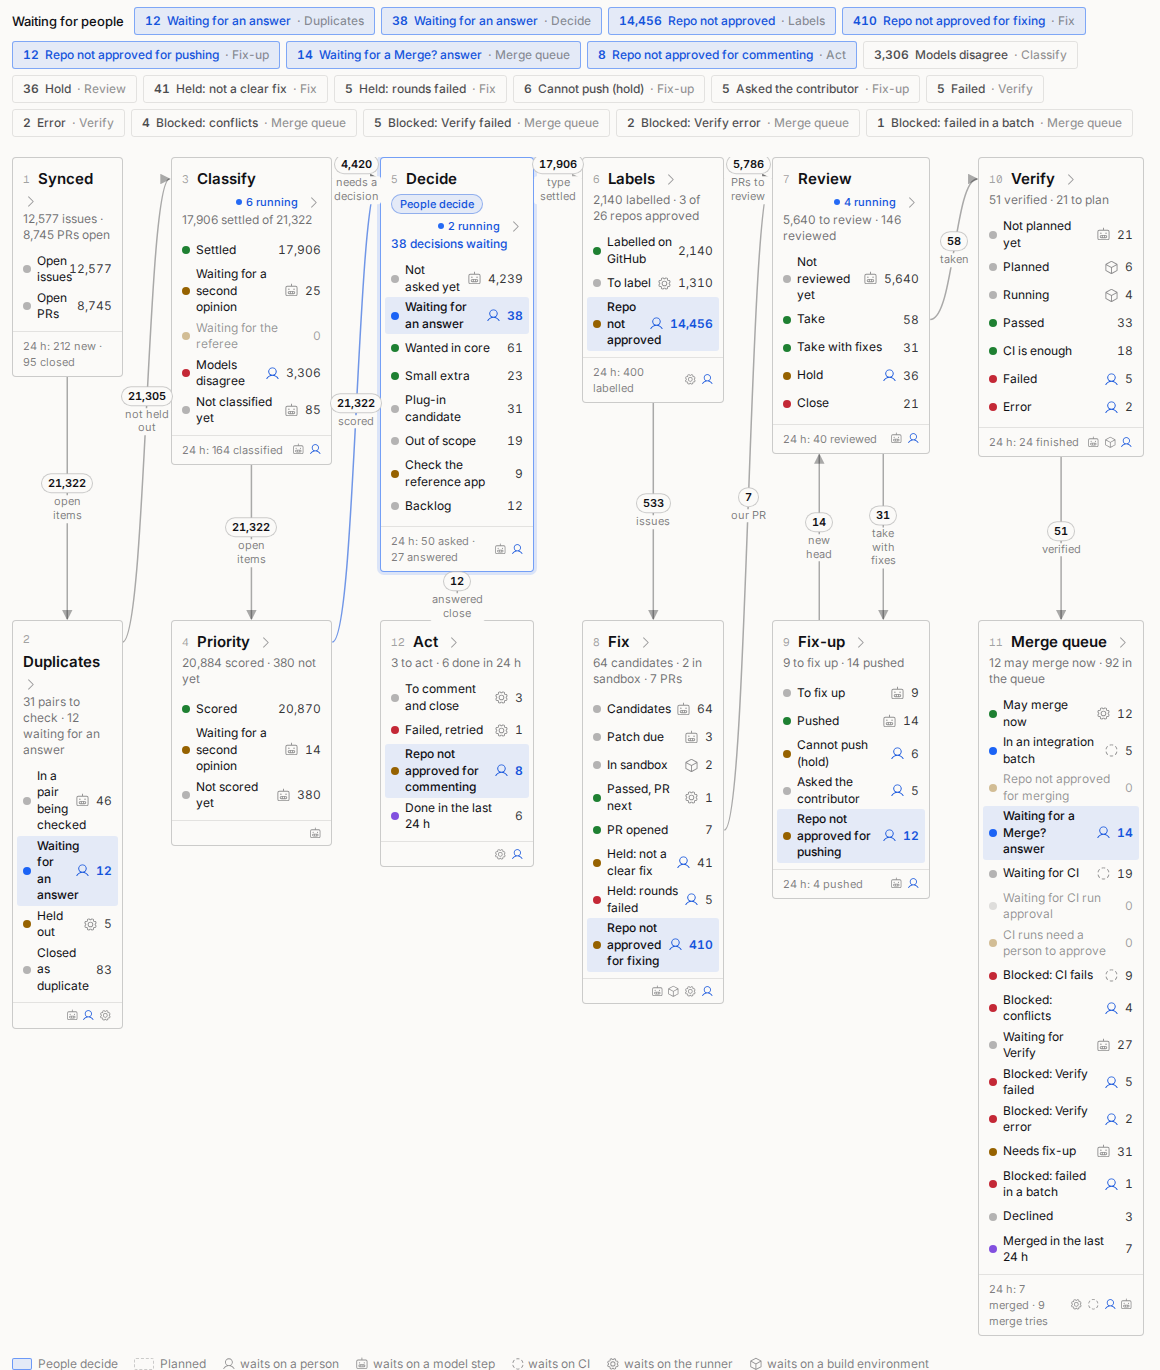 Waiting for people
12 Waiting for an answer · Duplicates
38 Waiting for an answer · Decide
14,456 Repo not approved · Labels
410 Repo not approved for fixing · Fix
12 Repo not approved for pushing · Fix-up
14 Waiting for a Merge? answer · Merge queue
8 Repo not approved for commenting · Act
3,306 Models disagree · Classify
36 Hold · Review
41 Held: not a clear fix · Fix
5 Held: rounds failed · Fix
6 Cannot push (hold) · Fix-up
5 Asked the contributor · Fix-up
5 Failed · Verify
2 Error · Verify
4 Blocked: conflicts · Merge queue
5 Blocked: Verify failed · Merge queue
2 Blocked: Verify error · Merge queue
1 Blocked: failed in a batch · Merge queue
1 Synced
12,577 issues ·
8,745 PRs open
Open
issues 12,577
Open
PRs 8,745
24 h: 212 new ·
95 closed
21,322
open
items
21,305
not held
out
3 Classify
6 running
17,906 settled of 21,322
Settled 17,906
Waiting for a
second
opinion 25
Waiting for the
referee 0
Models
disagree 3,306
Not classified
yet 85
24 h: 164 classified
21,322
open
items
4,420
needs a
decision
21,322
scored
5 Decide
People decide
2 running
38 decisions waiting
Not
asked yet 4,239
Waiting for
an answer 38
Wanted in core 61
Small extra 23
Plug-in
candidate 31
Out of scope 19
Check the
reference app 9
Backlog 12
24 h: 50 asked ·
27 answered
12
answered
close
17,906
type
settled
6 Labels
2,140 labelled · 3 of
26 repos approved
Labelled on
GitHub 2,140
To label 1,310
Repo
not
approved 14,456
24 h: 400
labelled
533
issues
5,786
PRs to
review
7
our PR
7 Review
4 running
5,640 to review · 146
reviewed
Not
reviewed
yet 5,640
Take 58
Take with fixes 31
Hold 36
Close 21
24 h: 40 reviewed
14
new
head
31
take
with
fixes
58
taken
10 Verify
51 verified · 21 to plan
Not planned
yet 21
Planned 6
Running 4
Passed 33
CI is enough 18
Failed 5
Error 2
24 h: 24 finished
51
verified
2
Duplicates
31 pairs to
check · 12
waiting for an
answer
In a
pair
being
checked 46
Waiting
for
an
answer 12
Held
out 5
Closed
as
duplicate 83
4 Priority
20,884 scored · 380 not
yet
Scored 20,870
Waiting for a
second
opinion 14
Not scored
yet 380
12 Act
3 to act · 6 done in 24 h
To comment
and close 3
Failed, retried 1
Repo not
approved for
commenting 8
Done in the last
24 h 6
8 Fix
64 candidates · 2 in
sandbox · 7 PRs
Candidates 64
Patch due 3
In sandbox 2
Passed, PR
next 1
PR opened 7
Held: not a
clear fix 41
Held: rounds
failed 5
Repo not
approved
for fixing 410
9 Fix-up
9 to fix up · 14 pushed
To fix up 9
Pushed 14
Cannot push
(hold) 6
Asked the
contributor 5
Repo not
approved for
pushing 12
24 h: 4 pushed
11 Merge queue
12 may merge now · 92 in
the queue
May merge
now 12
In an integration
batch 5
Repo not approved
for merging 0
Waiting for a
Merge?
answer 14
Waiting for CI 19
Waiting for CI run
approval 0
CI runs need a
person to approve 0
Blocked: CI fails 9
Blocked:
conflicts 4
Waiting for
Verify 27
Blocked: Verify
failed 5
Blocked: Verify
error 2
Needs fix-up 31
Blocked: failed
in a batch 1
Declined 3
Merged in the last
24 h 7
24 h: 7
merged · 9
merge tries
People decide
Planned
waits on a person
waits on a model step
waits on CI
waits on the runner
waits on a build environment